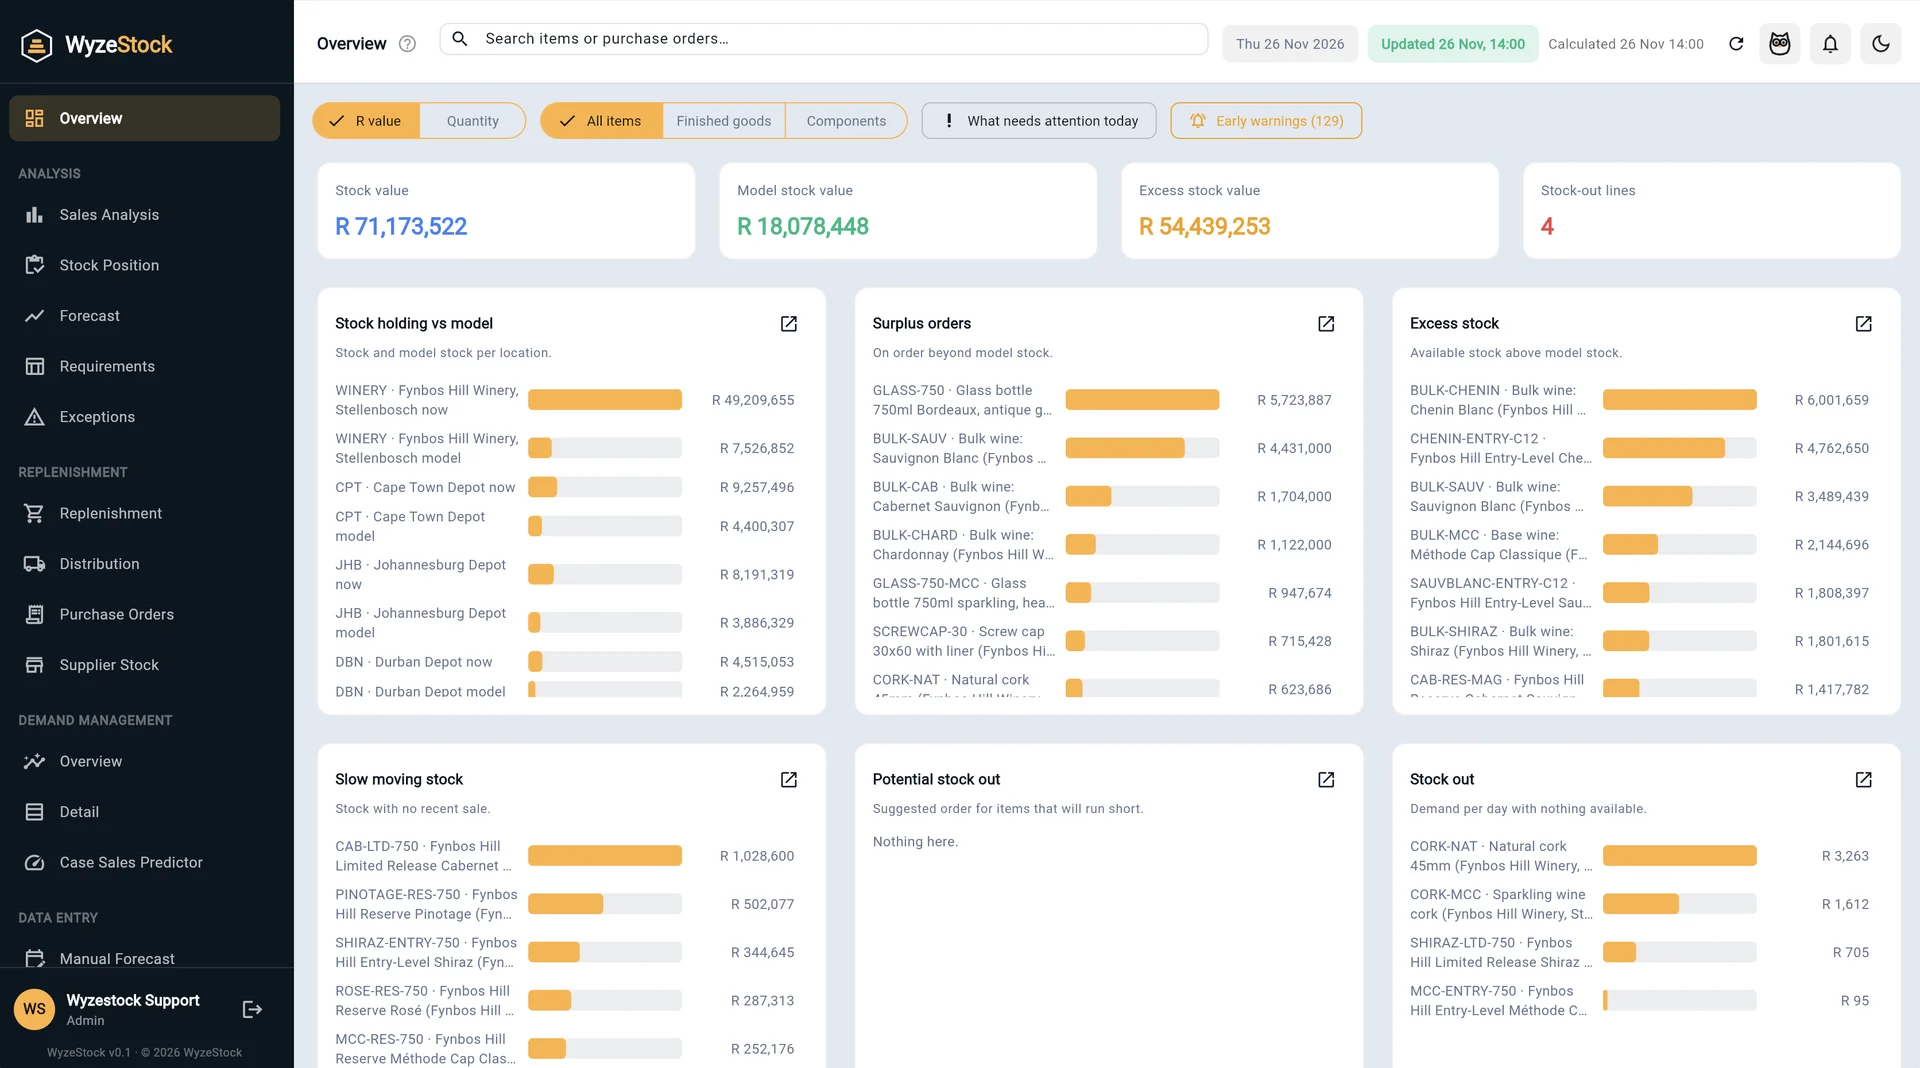 WyzeStock
Overview
ANALYSIS
Sales Analysis
Stock Position
Forecast
Requirements
Exceptions
REPLENISHMENT
Replenishment
Distribution
Purchase Orders
Supplier Stock
DEMAND MANAGEMENT
Overview
Detail
Case Sales Predictor
DATA ENTRY
Manual Forecast
WS
Wyzestock Support
Admin
WyzeStock v0.1 · © 2026 WyzeStock
Overview
Search items or purchase orders…
Thu 26 Nov 2026
Updated 26 Nov, 14:00
Calculated 26 Nov 14:00
R value
Quantity
All items
Finished goods
Components
What needs attention today
Early warnings (129)
Stock value
R 71,173,522
Model stock value
R 18,078,448
Excess stock value
R 54,439,253
Stock-out lines
4
Stock holding vs model
Stock and model stock per location.
WINERY · Fynbos Hill Winery,
Stellenbosch now
R 49,209,655
WINERY · Fynbos Hill Winery,
Stellenbosch model
R 7,526,852
CPT · Cape Town Depot now
R 9,257,496
CPT · Cape Town Depot
model
R 4,400,307
JHB · Johannesburg Depot
now
R 8,191,319
JHB · Johannesburg Depot
model
R 3,886,329
DBN · Durban Depot now
R 4,515,053
DBN · Durban Depot model
R 2,264,959
Surplus orders
On order beyond model stock.
GLASS-750 · Glass bottle
750ml Bordeaux, antique g…
R 5,723,887
BULK-SAUV · Bulk wine:
Sauvignon Blanc (Fynbos …
R 4,431,000
BULK-CAB · Bulk wine:
Cabernet Sauvignon (Fynb…
R 1,704,000
BULK-CHARD · Bulk wine:
Chardonnay (Fynbos Hill W…
R 1,122,000
GLASS-750-MCC · Glass
bottle 750ml sparkling, hea…
R 947,674
SCREWCAP-30 · Screw cap
30x60 with liner (Fynbos Hi…
R 715,428
CORK-NAT · Natural cork
45mm (Fynbos Hill Winery,
R 623,686
Excess stock
Available stock above model stock.
BULK-CHENIN · Bulk wine:
Chenin Blanc (Fynbos Hill …
R 6,001,659
CHENIN-ENTRY-C12 ·
Fynbos Hill Entry-Level Che…
R 4,762,650
BULK-SAUV · Bulk wine:
Sauvignon Blanc (Fynbos …
R 3,489,439
BULK-MCC · Base wine:
Méthode Cap Classique (F…
R 2,144,696
SAUVBLANC-ENTRY-C12 ·
Fynbos Hill Entry-Level Sau…
R 1,808,397
BULK-SHIRAZ · Bulk wine:
Shiraz (Fynbos Hill Winery, …
R 1,801,615
CAB-RES-MAG · Fynbos Hill
Reserve Cabernet Sauvign…
R 1,417,782
Slow moving stock
Stock with no recent sale.
CAB-LTD-750 · Fynbos Hill
Limited Release Cabernet …
R 1,028,600
PINOTAGE-RES-750 · Fynbos
Hill Reserve Pinotage (Fyn…
R 502,077
SHIRAZ-ENTRY-750 · Fynbos
Hill Entry-Level Shiraz (Fyn…
R 344,645
ROSE-RES-750 · Fynbos Hill
Reserve Rosé (Fynbos Hill …
R 287,313
MCC-RES-750 · Fynbos Hill
Reserve Méthode Cap Clas…
R 252,176
Potential stock out
Suggested order for items that will run short.
Nothing here.
Stock out
Demand per day with nothing available.
CORK-NAT · Natural cork
45mm (Fynbos Hill Winery, …
R 3,263
CORK-MCC · Sparkling wine
cork (Fynbos Hill Winery, St…
R 1,612
SHIRAZ-LTD-750 · Fynbos
Hill Limited Release Shiraz …
R 705
MCC-ENTRY-750 · Fynbos
Hill Entry-Level Méthode C…
R 95